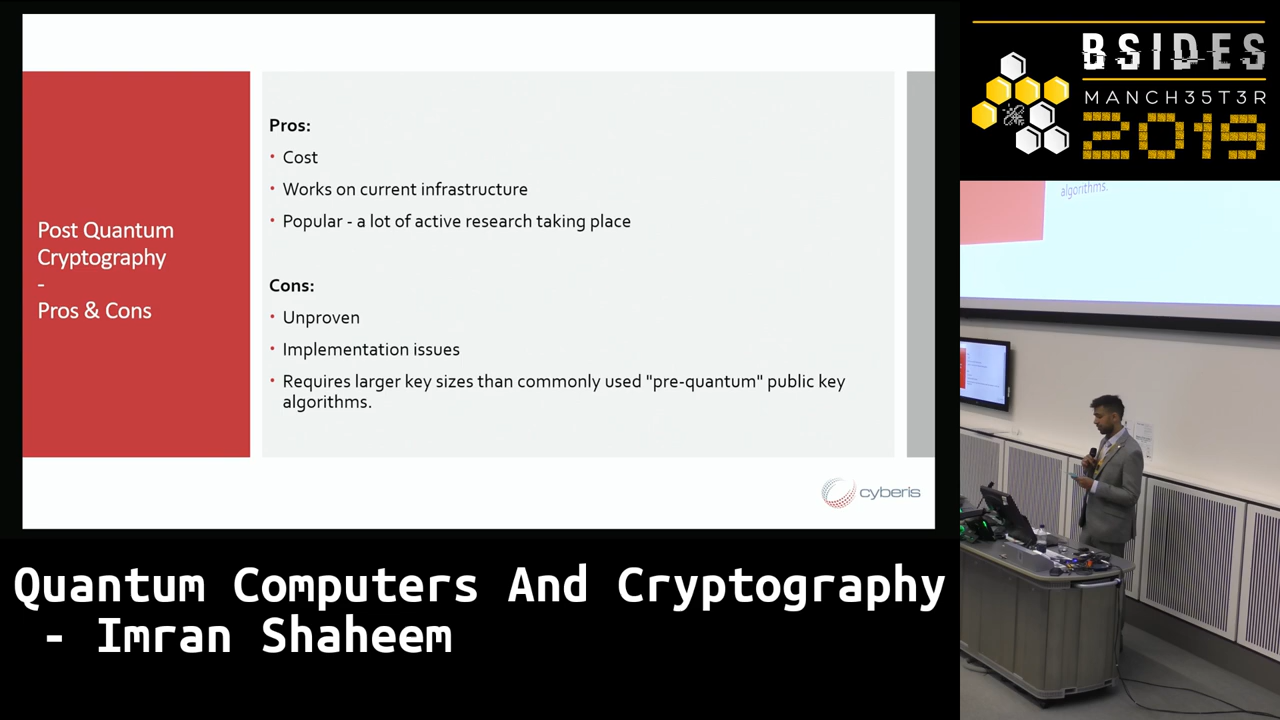 Post Quantum
Cryptography
-
Pros & Cons
Pros:
• Cost
• Works on current infrastructure
• Popular - a lot of active research taking place
Cons:
• Unproven
• Implementation issues
• Requires larger key sizes than commonly used "pre-quantum" public key
algorithms.
cyberis
BSIDES
MANCH35T3R
2019
algorithms.
Quantum Computers And Cryptography
- Imran Shaheem